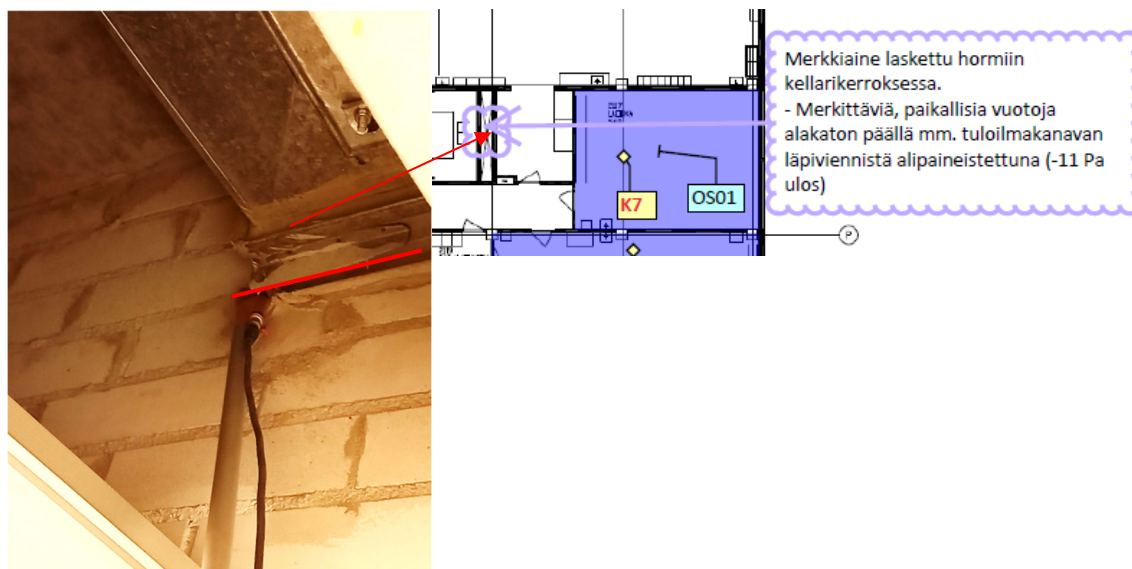 Merkkiaine laskettu hormiin
kellarikerroksessa.
- Merkittäviä, paikallisia vuotoja
alakaton päällä mm. tuloilmakanavan
läpiviennistä alipaineistettuna (-11 Pa
ulos)
K7
OS01
P